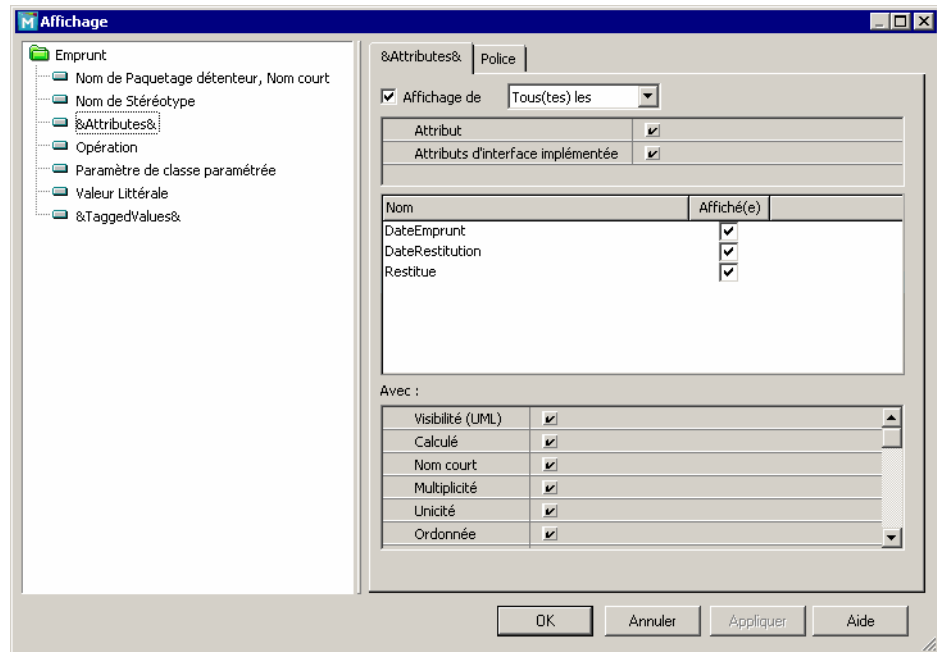 Affichage
Emprunt
Nom de Paquetage détenteur, Nom court
Nom de Stéréotype
&Attributes&
Opération
Paramètre de classe paramétrée
Valeur Littérale
&TaggedValues&
&Attributes&
Police
Affichage de
Tous(tes) les
Attribut
Attributs d'interface implémentée
Nom
Affiché(e)
DateEmprunt
DateRestitution
Restitue
Avec :
Visibilité (UML)
Calculé
Nom court
Multiplicité
Unicité
Ordonnée
OK
Annuler
Appliquer
Aide